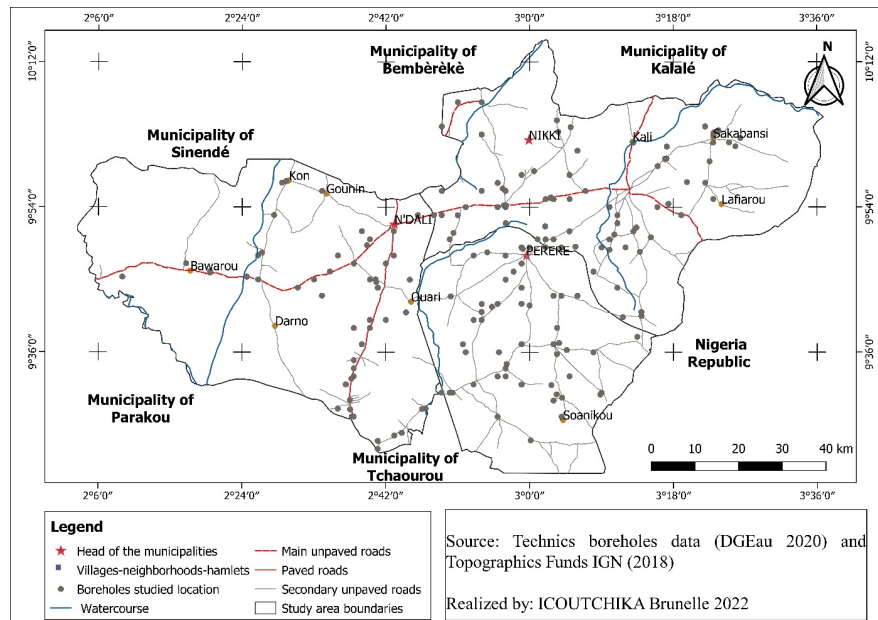 2°6'0" 2°24'0" 2°42'0" 3°0'0" 3°18'0" 3°36'0"
10°12'0" 10°12'0"
Municipality of
Bembèrèkè
Municipality of
Kalalé
N
Municipality of
Sinendé
NIKKI
Kali
Sakabansi
Kon
Gounin
9°54'0" 9°54'0"
Lafiarou
N'DALI
PERERE
Bawarou
Ouari
Darno
9°36'0" 9°36'0"
Nigeria
Republic
Municipality of
Parakou
Soanikou
Municipality of
Tchaourou
0 10 20 30 40 km
2°6'0" 2°24'0" 2°42'0" 3°0'0" 3°18'0" 3°36'0"
Legend
Head of the municipalities
Villages-neighborhoods-hamlets
Boreholes studied location
Watercourse
Main unpaved roads
Paved roads
Secondary unpaved roads
Study area boundaries
Source: Technics boreholes data (DGEau 2020) and
Topographics Funds IGN (2018)
Realized by: ICOUTCHIKA Brunelle 2022